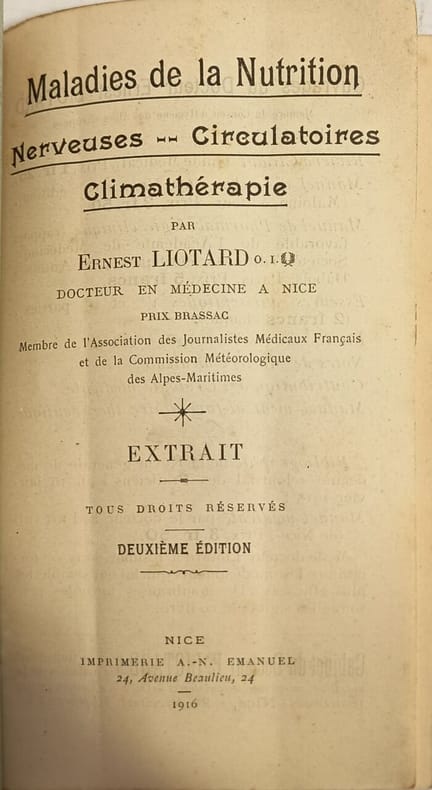 Maladies de la Nutrition
Nerveuses -- Circulatoires
Climathérapie
PAR
ERNEST LIOTARD O. I.
DOCTEUR EN MÉDECINE A NICE
PRIX BRASSAC
Membre de l'Association des Journalistes Médicaux Français
et de la Commission Météorologique
des Alpes-Maritimes
EXTRAIT
TOUS DROITS RÉSERVÉS
DEUXIÈME ÉDITION
NICE
IMPRIMERIE A.-N. EMANUEL
24, Avenue Beaulieu, 24
1916